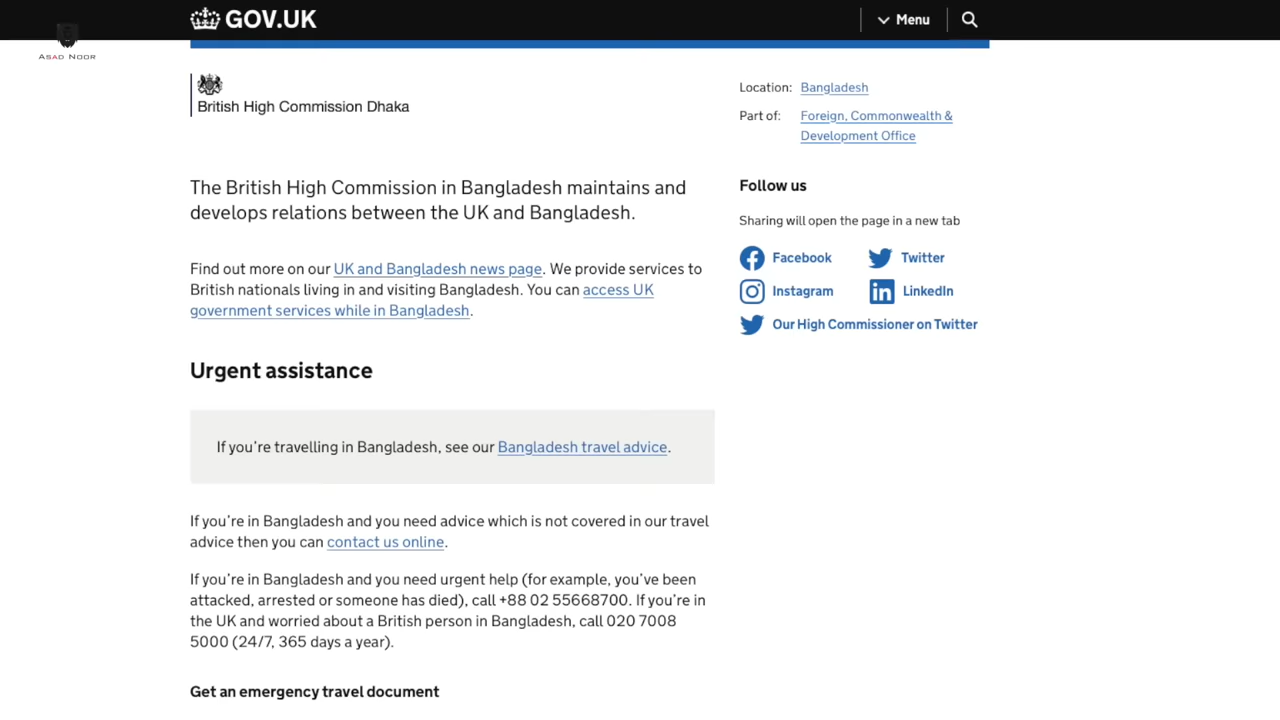 GOV.UK
Menu
ASAD NOOR
British High Commission Dhaka
Location: Bangladesh
Part of: Foreign, Commonwealth &
Development Office
The British High Commission in Bangladesh maintains and
develops relations between the UK and Bangladesh.
Follow us
Sharing will open the page in a new tab
Find out more on our UK and Bangladesh news page. We provide services to
British nationals living in and visiting Bangladesh. You can access UK
government services while in Bangladesh.
Facebook
Twitter
Instagram
LinkedIn
Our High Commissioner on Twitter
Urgent assistance
If you’re travelling in Bangladesh, see our Bangladesh travel advice.
If you’re in Bangladesh and you need advice which is not covered in our travel
advice then you can contact us online.
If you’re in Bangladesh and you need urgent help (for example, you’ve been
attacked, arrested or someone has died), call +88 02 55668700. If you’re in
the UK and worried about a British person in Bangladesh, call 020 7008
5000 (24/7, 365 days a year).
Get an emergency travel document